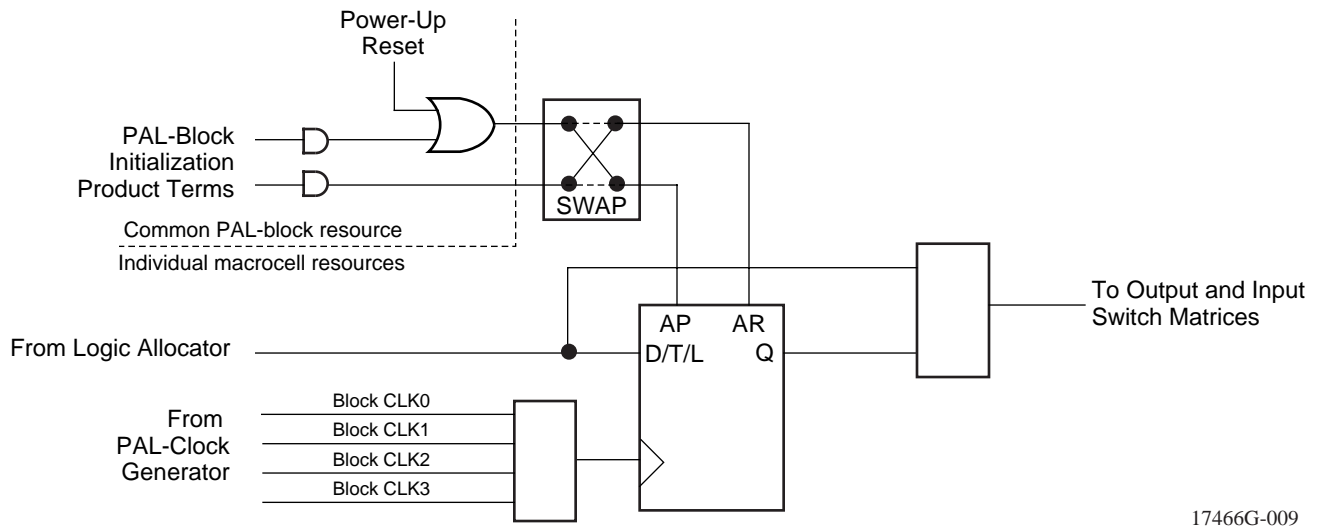 Power-Up
Reset
PAL-Block
Initialization
Product Terms
SWAP
Common PAL-block resource
Individual macrocell resources
To Output and Input
Switch Matrices
AP AR
From Logic Allocator
D/T/L Q
From
PAL-Clock
Generator
Block CLK0
Block CLK1
Block CLK2
Block CLK3
17466G-009